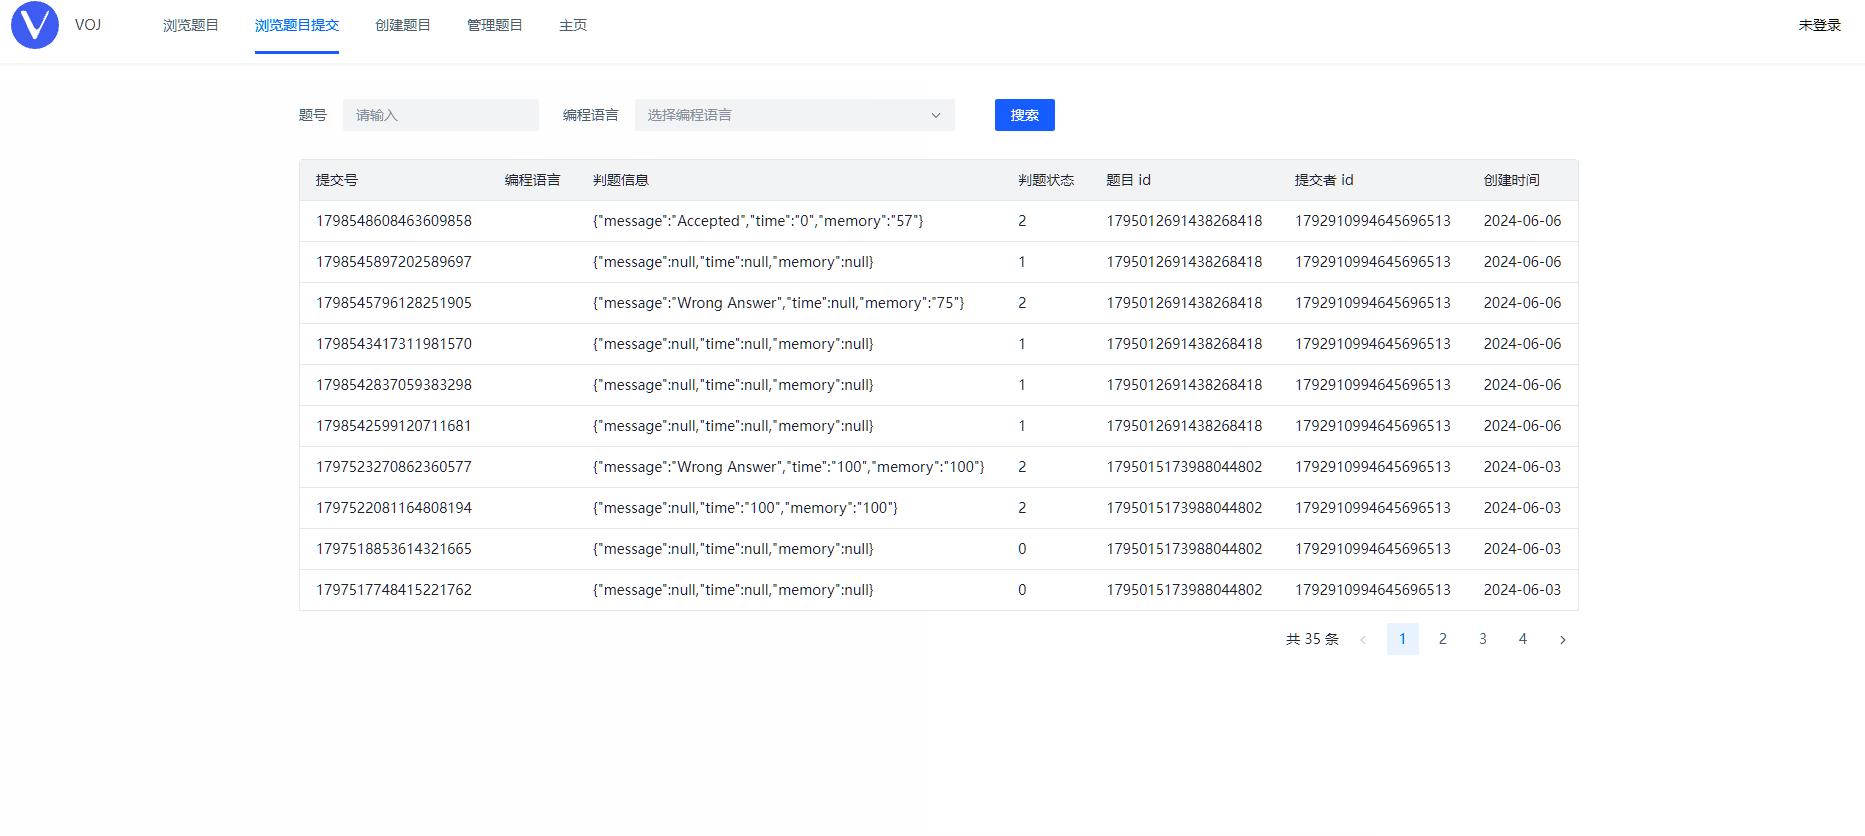 VOJ 浏览题目 浏览题目提交 创建题目 管理题目 主页 未登录
题号 请输入 编程语言 选择编程语言 搜索
提交号 编程语言 判题信息 判题状态 题目 id 提交者 id 创建时间
1798548608463609858 {"message":"Accepted","time":"0","memory":"57"} 2 1795012691438268418 1792910994645696513 2024-06-06
1798545897202589697 {"message":null,"time":null,"memory":null} 1 1795012691438268418 1792910994645696513 2024-06-06
1798545796128251905 {"message":"Wrong Answer","time":null,"memory":"75"} 2 1795012691438268418 1792910994645696513 2024-06-06
1798543417311981570 {"message":null,"time":null,"memory":null} 1 1795012691438268418 1792910994645696513 2024-06-06
1798542837059383298 {"message":null,"time":null,"memory":null} 1 1795012691438268418 1792910994645696513 2024-06-06
1798542599120711681 {"message":null,"time":null,"memory":null} 1 1795012691438268418 1792910994645696513 2024-06-06
1797523270862360577 {"message":"Wrong Answer","time":"100","memory":"100"} 2 1795015173988044802 1792910994645696513 2024-06-03
1797522081164808194 {"message":null,"time":"100","memory":"100"} 2 1795015173988044802 1792910994645696513 2024-06-03
1797518853614321665 {"message":null,"time":null,"memory":null} 0 1795015173988044802 1792910994645696513 2024-06-03
1797517748415221762 {"message":null,"time":null,"memory":null} 0 1795015173988044802 1792910994645696513 2024-06-03
共 35 条 1 2 3 4